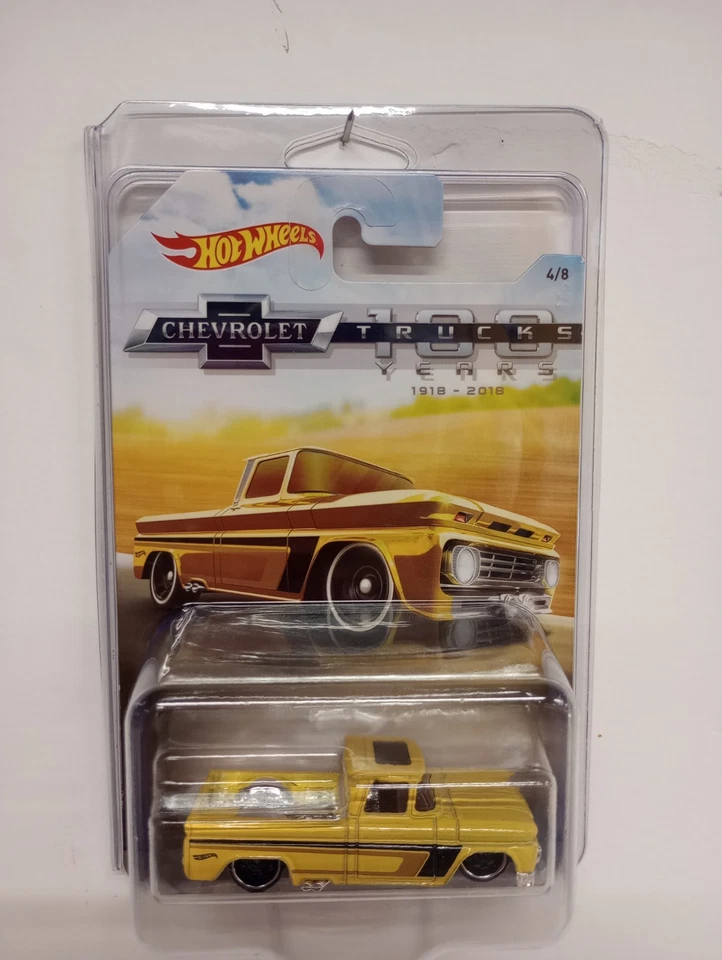 HOT WHEELS
4/8
CHEVROLET TRUCKS
100
YEARS
1918 - 2018